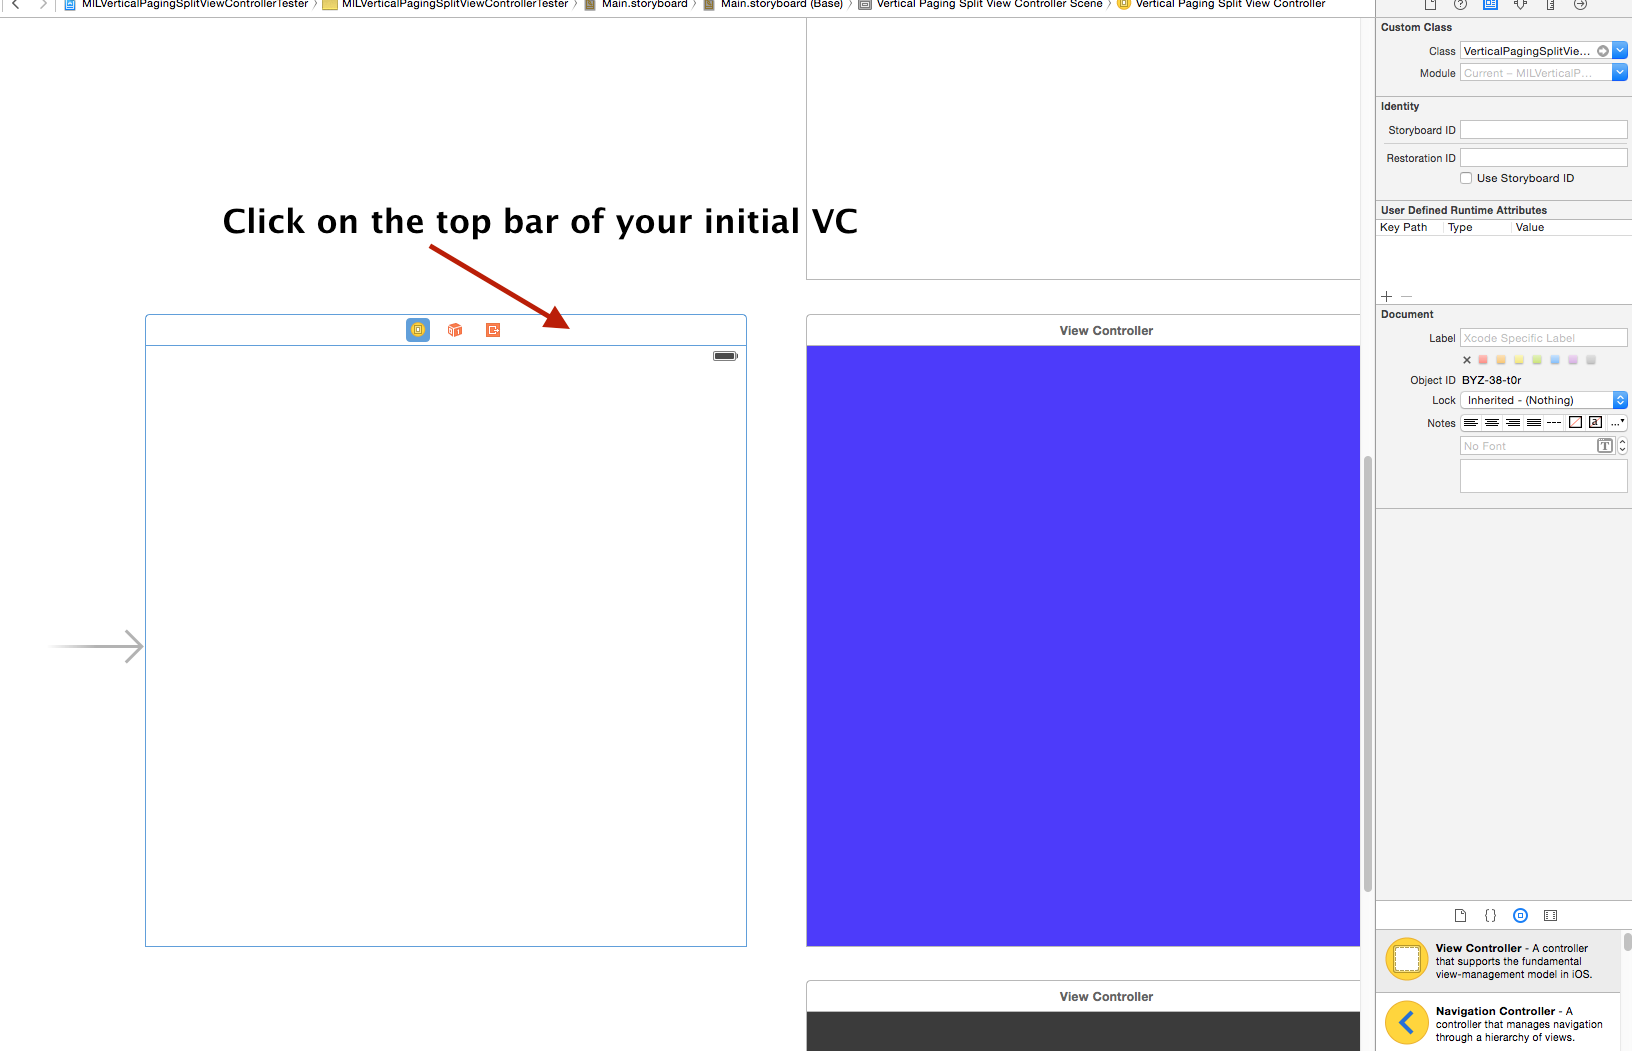 MILVerticalPagingSplitViewControllerTester › MILVerticalPagingSplitViewControllerTester › Main.storyboard › Main.storyboard (Base) › Vertical Paging Split View Controller Scene › Vertical Paging Split View Controller
Click on the top bar of your initial VC
View Controller
View Controller
Custom Class
Class VerticalPagingSplitVie...
Module Current – MILVerticalP...
Identity
Storyboard ID
Restoration ID
Use Storyboard ID
User Defined Runtime Attributes
Key Path Type Value
Document
Label Xcode Specific Label
Object ID BYZ-38-t0r
Lock Inherited - (Nothing)
Notes
No Font
View Controller - A controller
that supports the fundamental
view-management model in iOS.
Navigation Controller - A
controller that manages navigation
through a hierarchy of views.